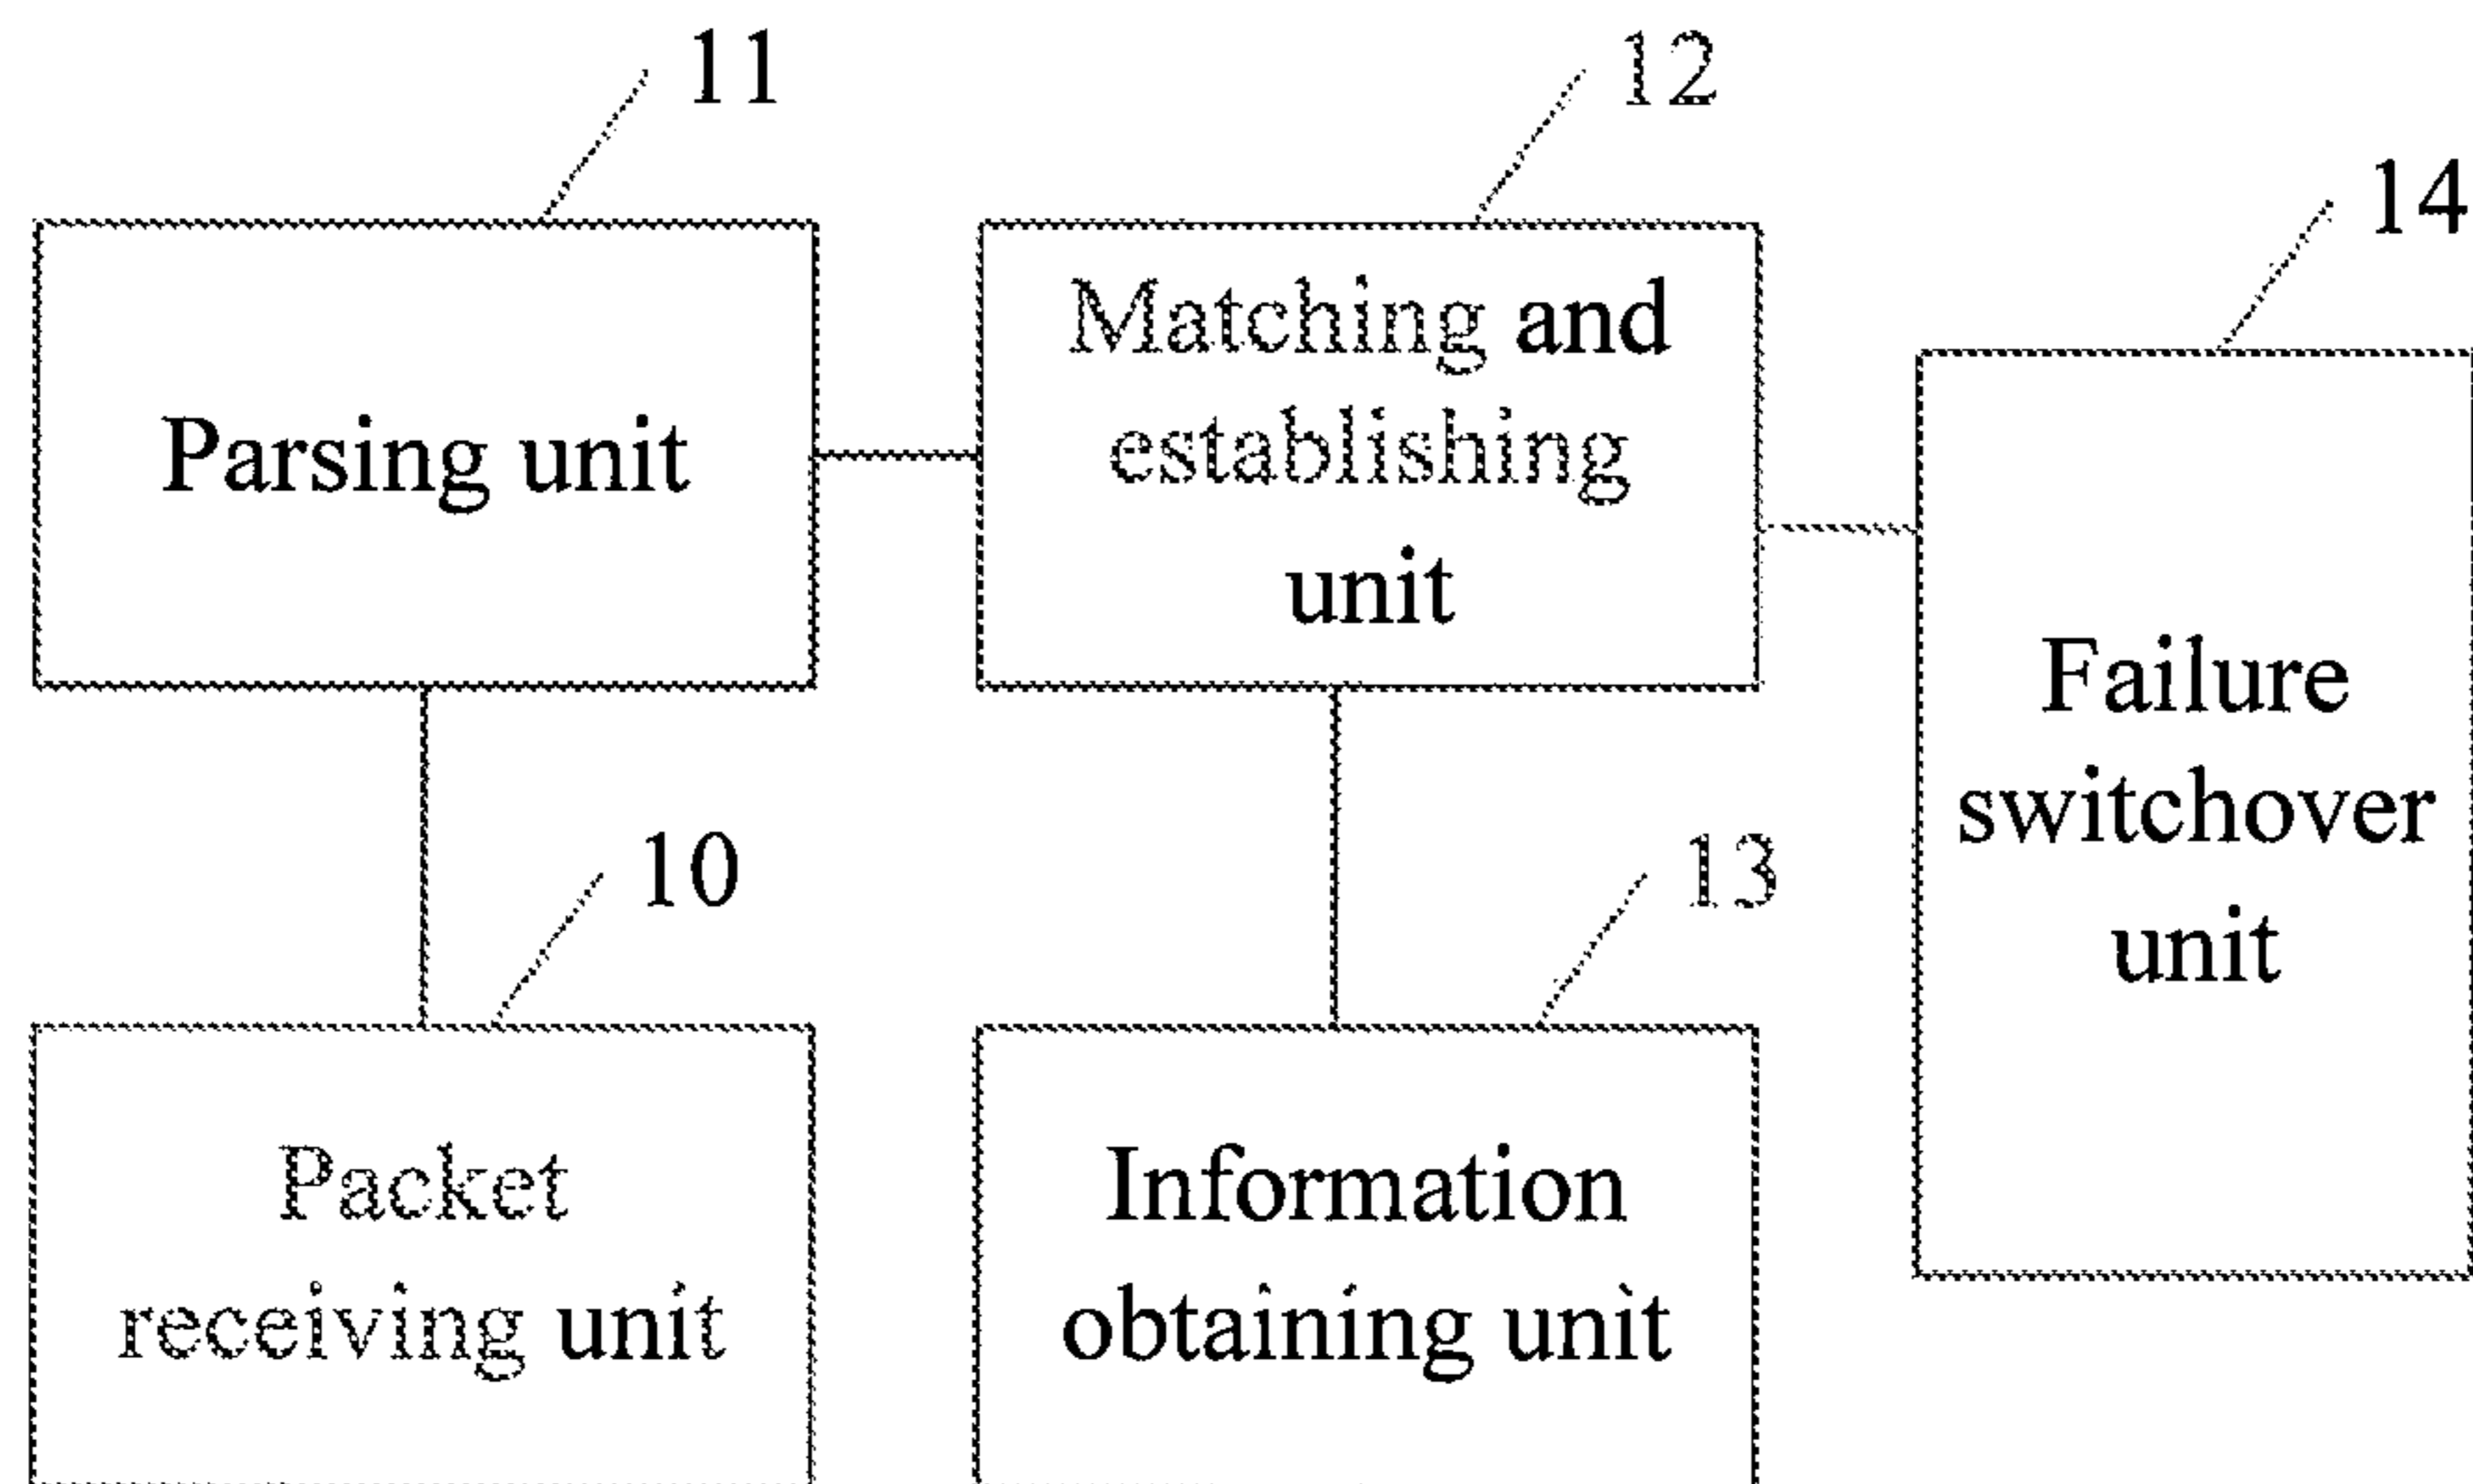 11
12
14
Parsing unit
Matching and
establishing
unit
Failure
switchover
unit
10
13
Packet
receiving unit
Information
obtaining unit